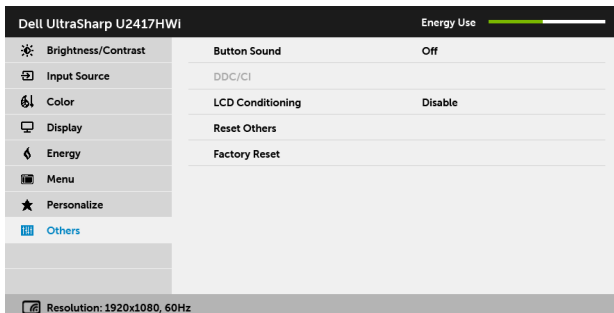 Dell UltraSharp U2417HWi
Energy Use
Brightness/Contrast
Button Sound
Off
Input Source
DDC/CI
Color
LCD Conditioning
Disable
Display
Reset Others
Energy
Factory Reset
Menu
Personalize
Others
Resolution: 1920x1080, 60Hz